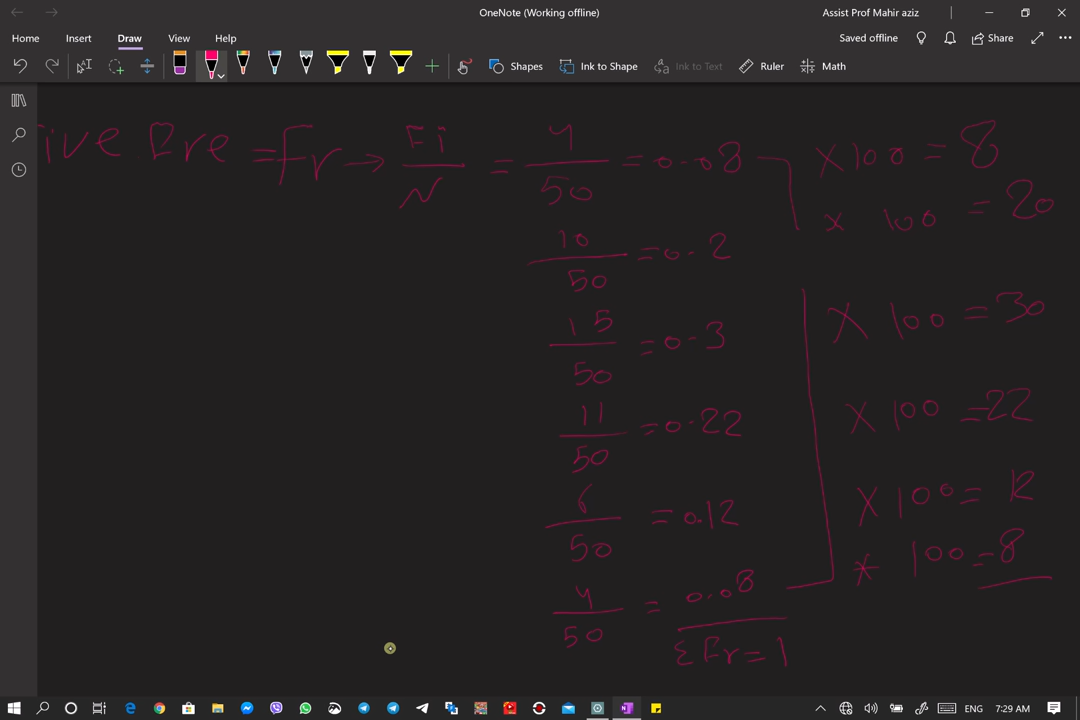 OneNote (Working offline)
Assist Prof Mahir aziz
Home Insert Draw View Help
Saved offline
Share
Shapes
Ink to Shape
Ink to Text
Ruler
Math
ive Fre = Fr → Fi/N = 4/50 = 0.08 × 100 = 8
10/50 = 0.2 × 100 = 20
15/50 = 0.3 × 100 = 30
11/50 = 0.22 × 100 = 22
6/50 = 0.12 × 100 = 12
4/50 = 0.08 × 100 = 8
ΣFr = 1
ENG
7:29 AM